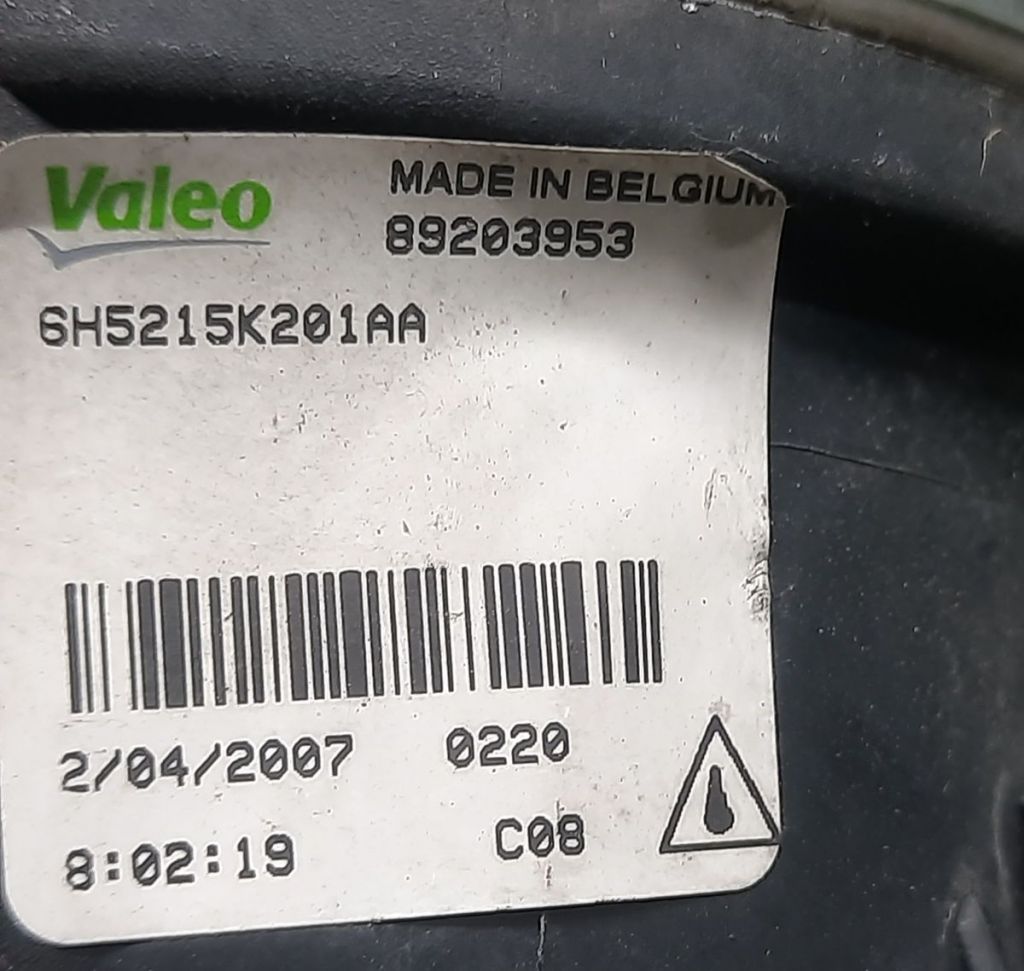 Valeo
MADE IN BELGIUM
89203953
6H5215K201AA
2/04/2007 0220
8:02:19 C08